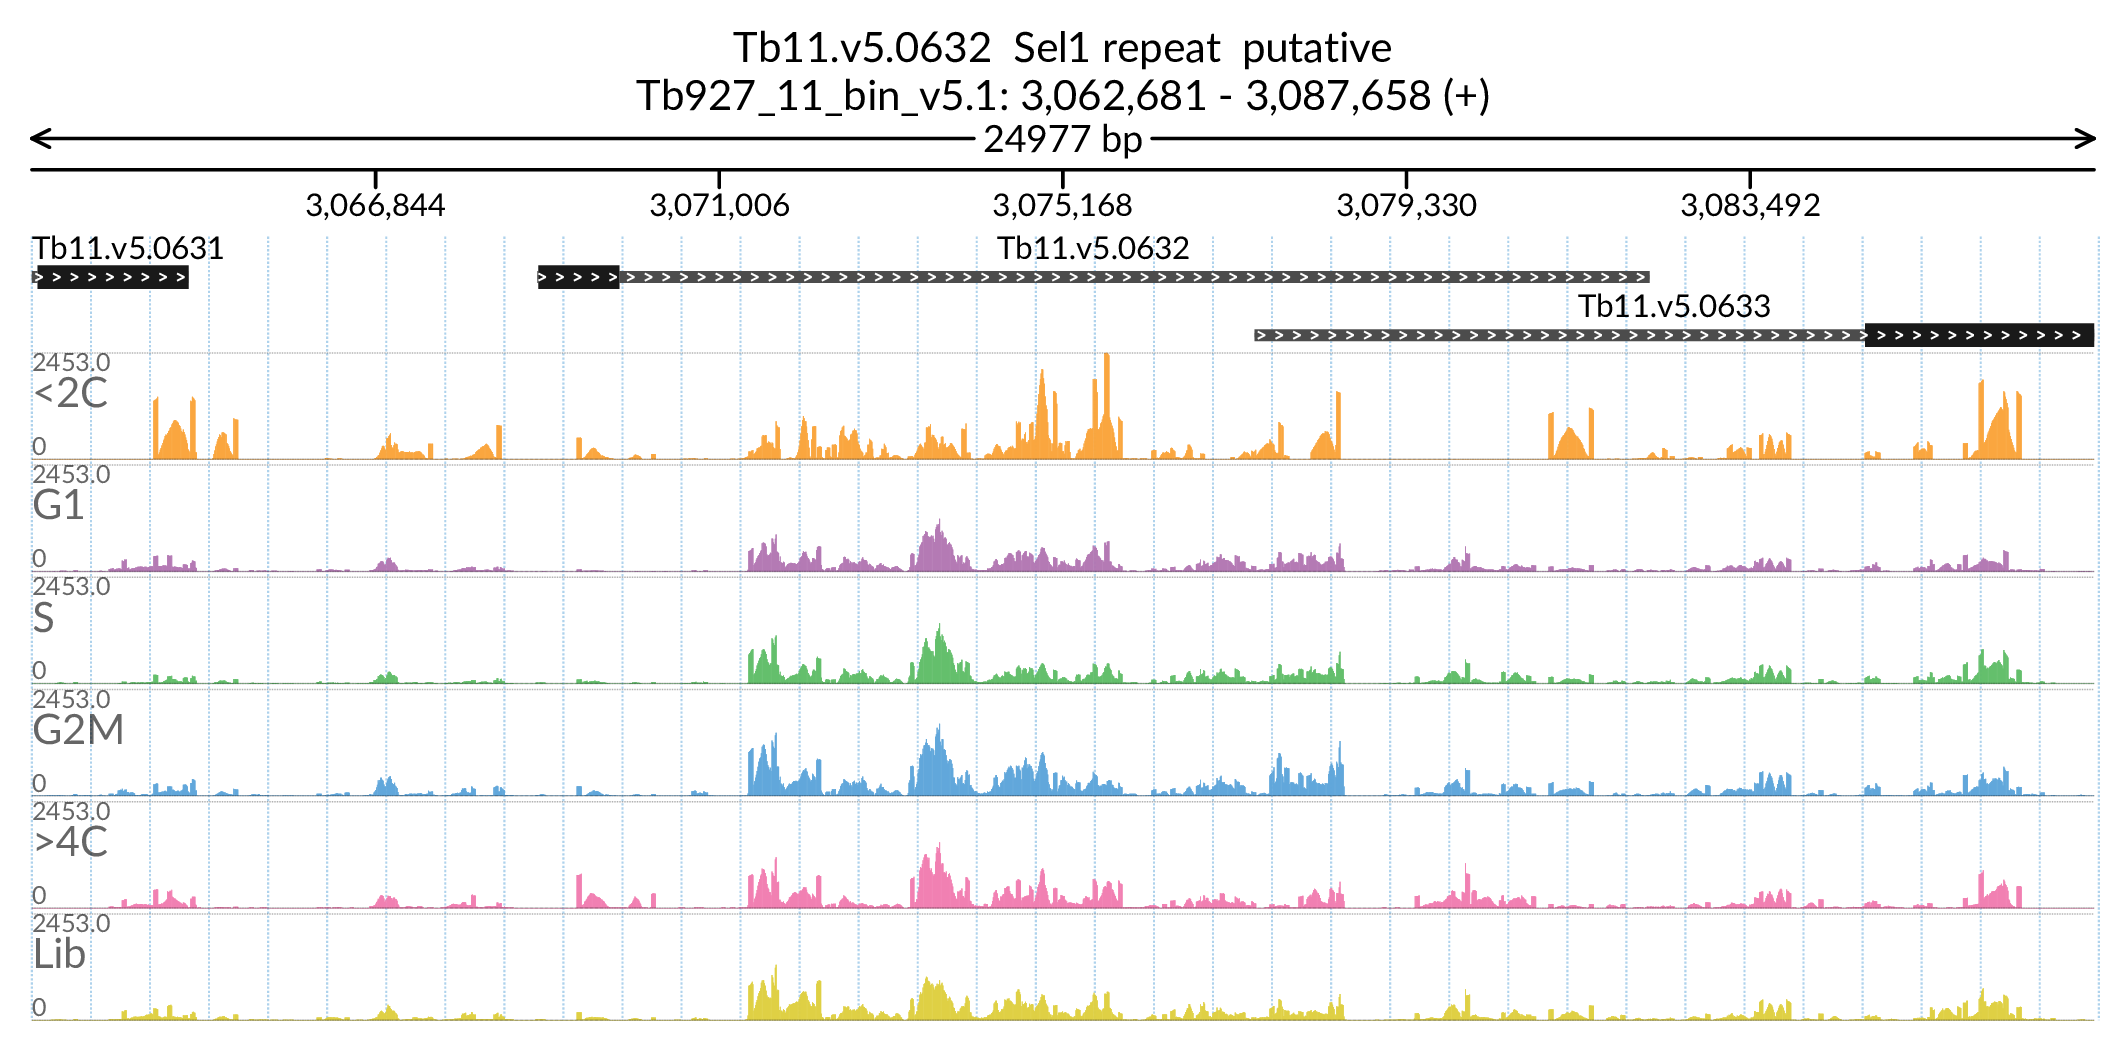 Tb11.v5.0632  Sel1 repeat  putative
Tb927_11_bin_v5.1: 3,062,681 - 3,087,658 (+)
24977 bp
3,066,844 3,071,006 3,075,168 3,079,330 3,083,492
Tb11.v5.0631 Tb11.v5.0632
Tb11.v5.0633
2453.0
<2C
0
2453.0
G1
0
2453.0
S
0
2453.0
G2M
0
2453.0
>4C
0
2453.0
Lib
0